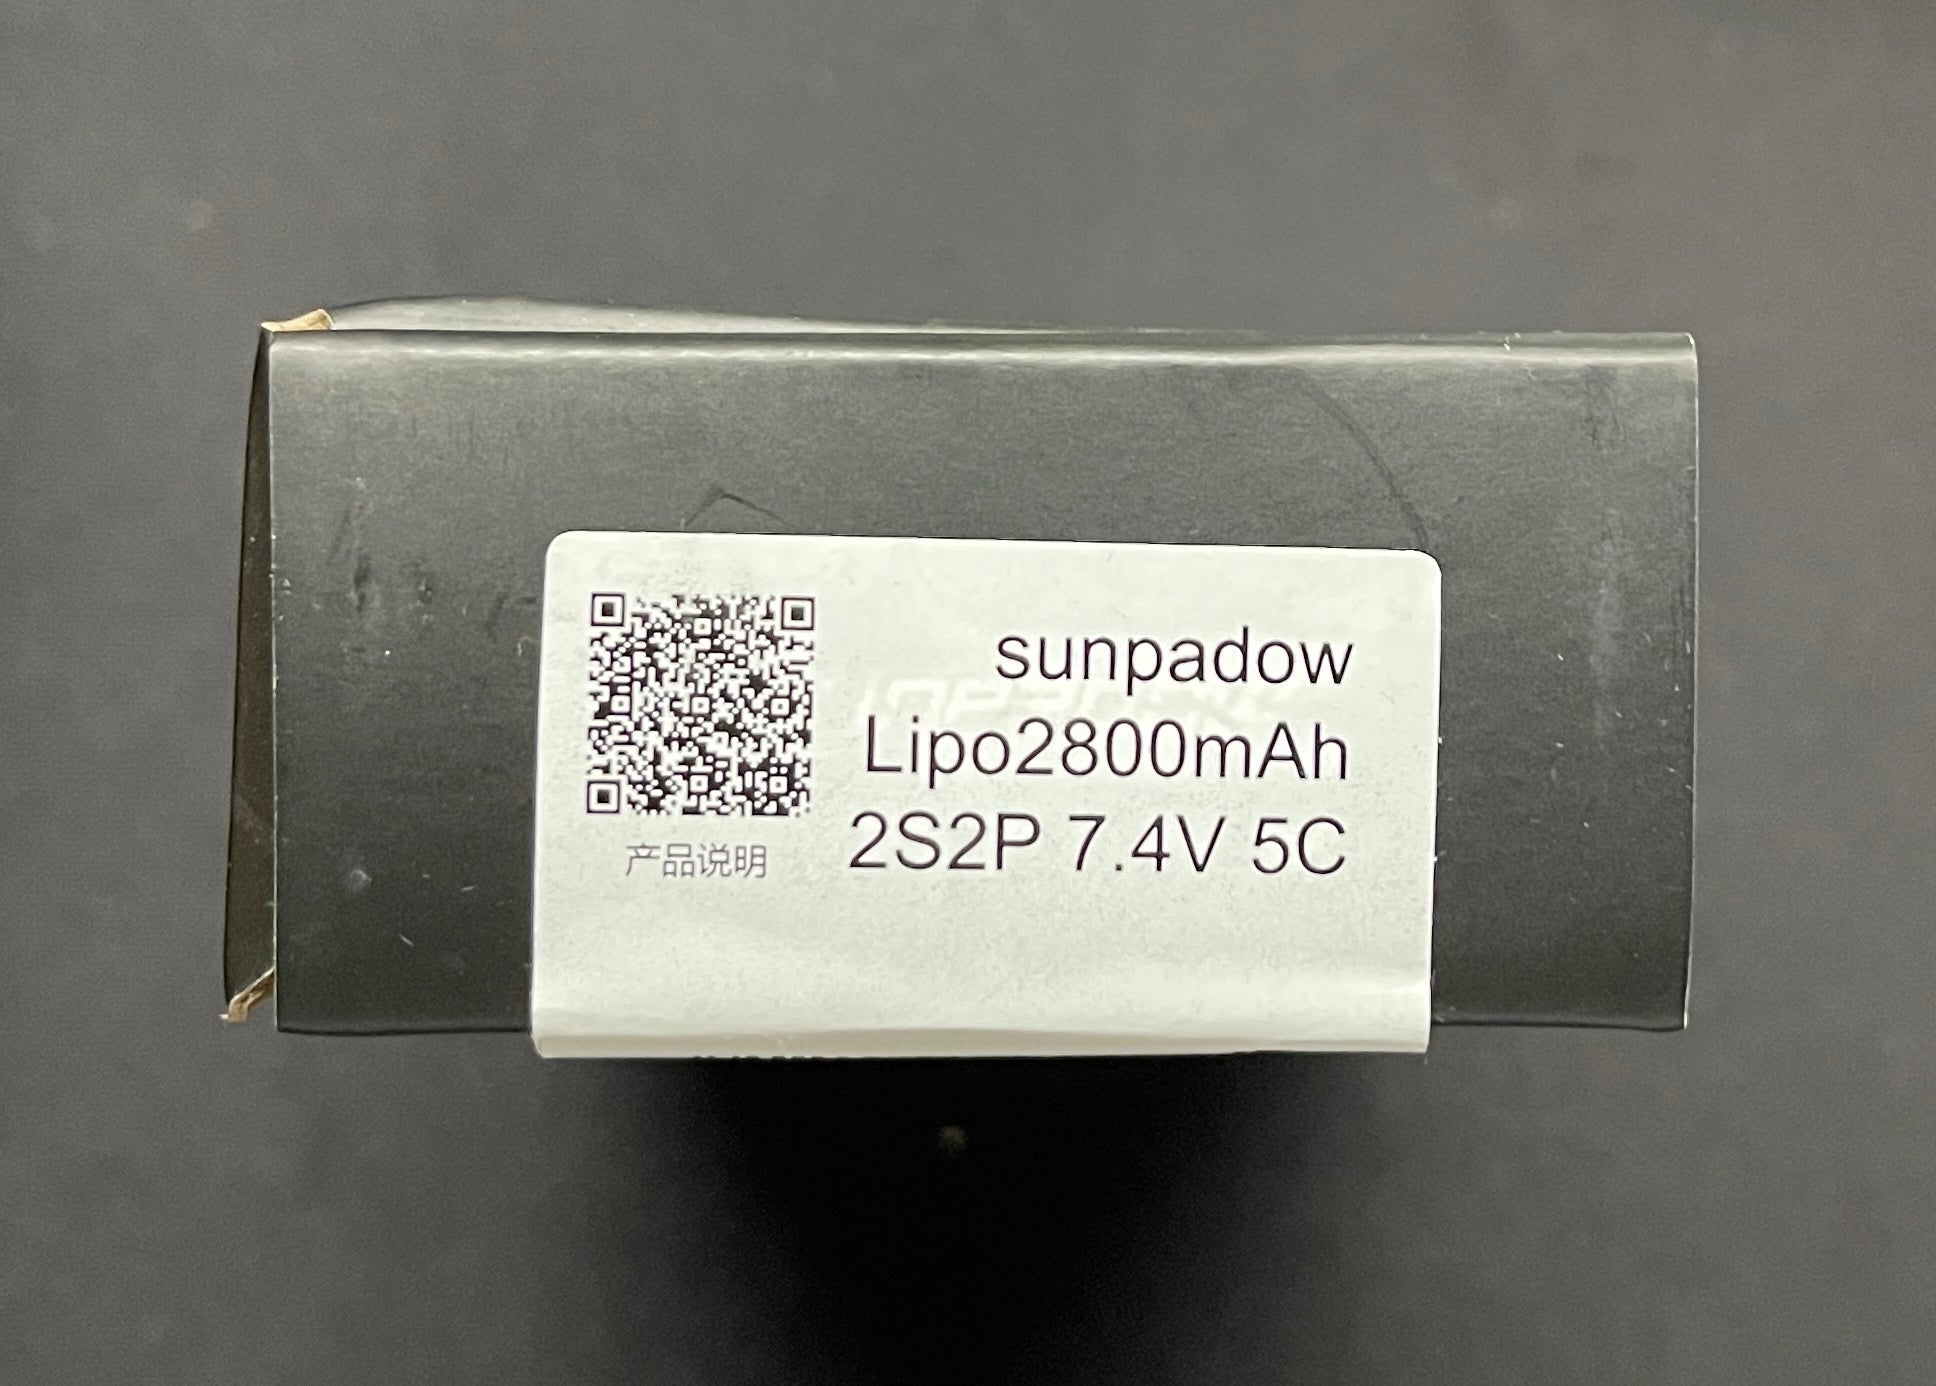 sunpadow
Lipo2800mAh
2S2P 7.4V 5C
产品说明